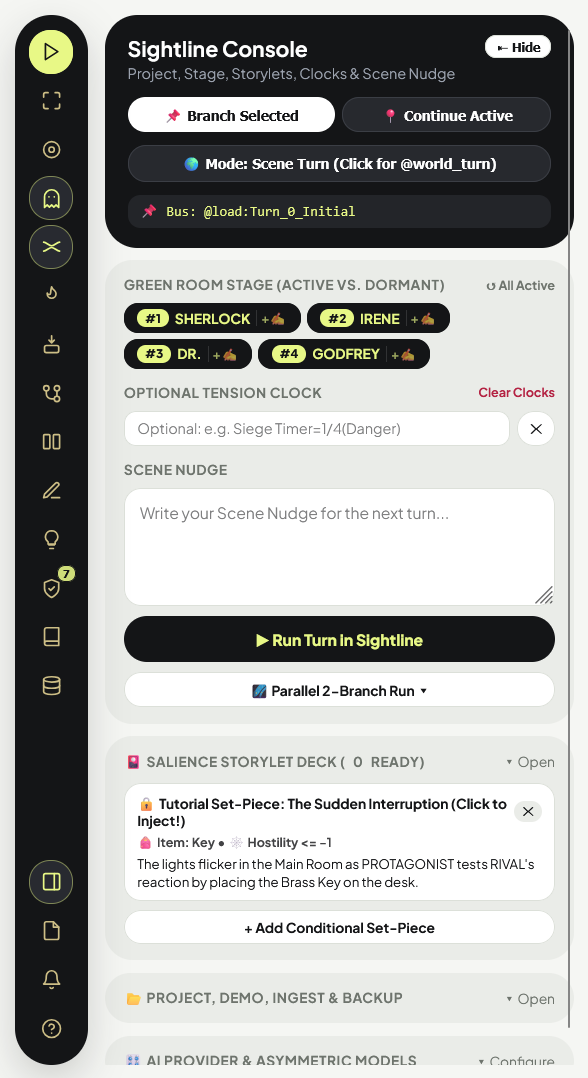 Sightline Console
⇤ Hide
Project, Stage, Storylets, Clocks & Scene Nudge
📌 Branch Selected
📍 Continue Active
🌍 Mode: Scene Turn (Click for @world_turn)
📌 Bus: @load:Turn_0_Initial
GREEN ROOM STAGE (ACTIVE VS. DORMANT)
↺ All Active
#1 SHERLOCK +✍🏾
#2 IRENE +✍🏾
#3 DR. +✍🏾
#4 GODFREY +✍🏾
OPTIONAL TENSION CLOCK
Clear Clocks
Optional: e.g. Siege Timer=1/4(Danger)
✕
SCENE NUDGE
Write your Scene Nudge for the next turn...
▶ Run Turn in Sightline
Parallel 2-Branch Run ▾
7
🎴 SALIENCE STORYLET DECK ( 0 READY)
▾ Open
🔒 Tutorial Set-Piece: The Sudden Interruption (Click to
Inject!)
✕
Item: Key • Hostility <= -1
The lights flicker in the Main Room as PROTAGONIST tests RIVAL's
reaction by placing the Brass Key on the desk.
+ Add Conditional Set-Piece
📁 PROJECT, DEMO, INGEST & BACKUP
▾ Open
AI PROVIDER & ASYMMETRIC MODELS
▾ Configure